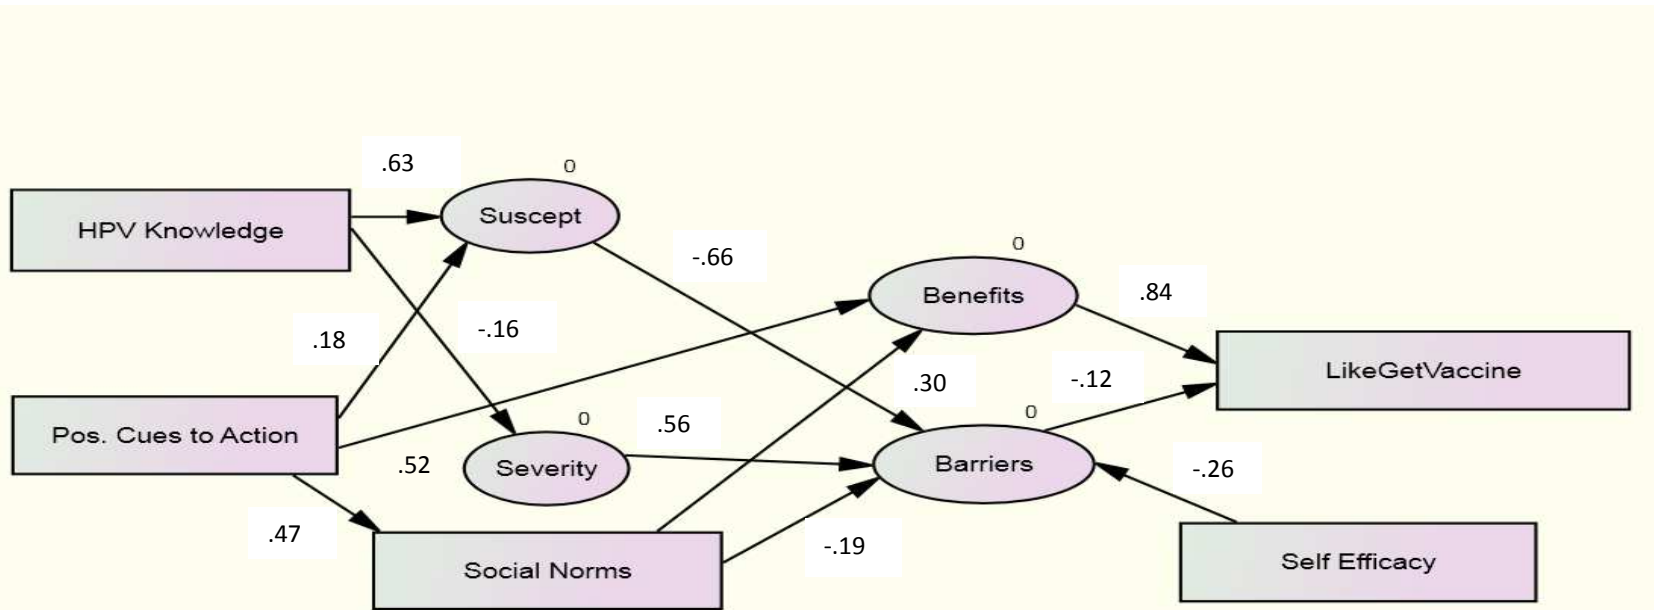 .63
0
Suscept
HPV Knowledge
-.66
0
Benefits
.84
.18
-.16
LikeGetVaccine
.30
-.12
0
0
Pos. Cues to Action
.56
.52
Severity
Barriers
-.26
.47
-.19
Social Norms
Self Efficacy